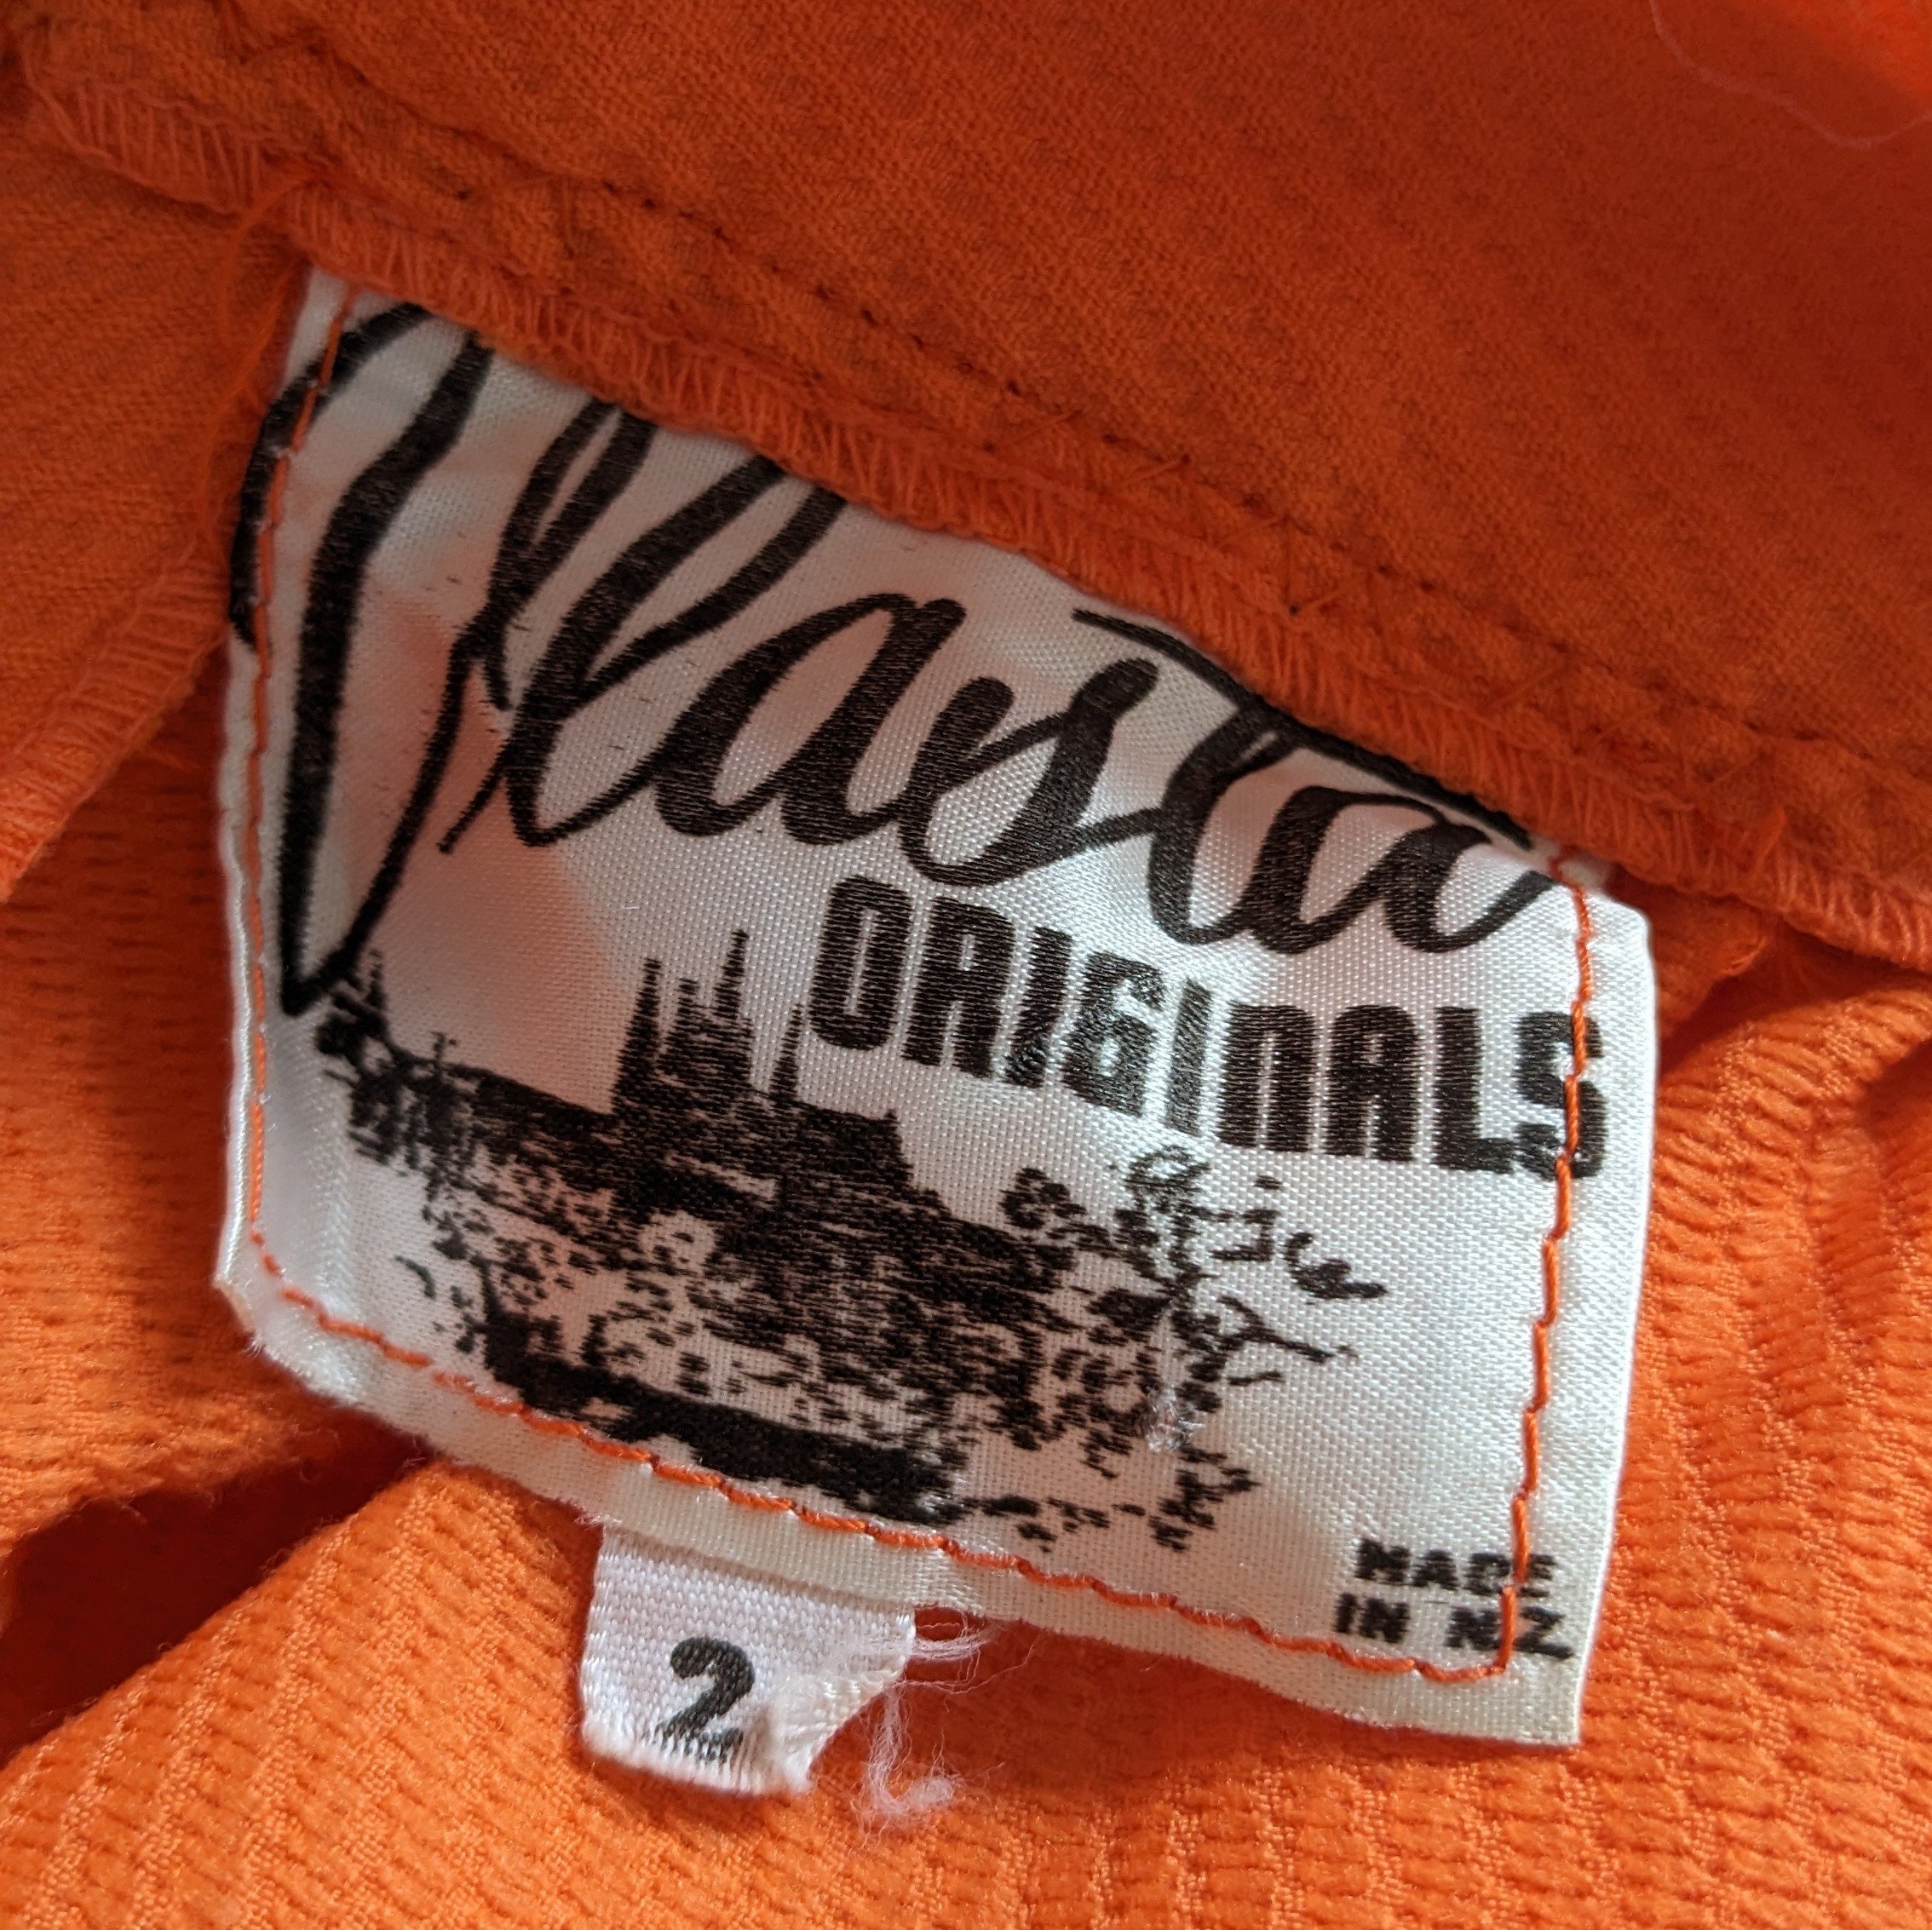 Vlasta
ORIGINALS
MADE
IN NZ
2